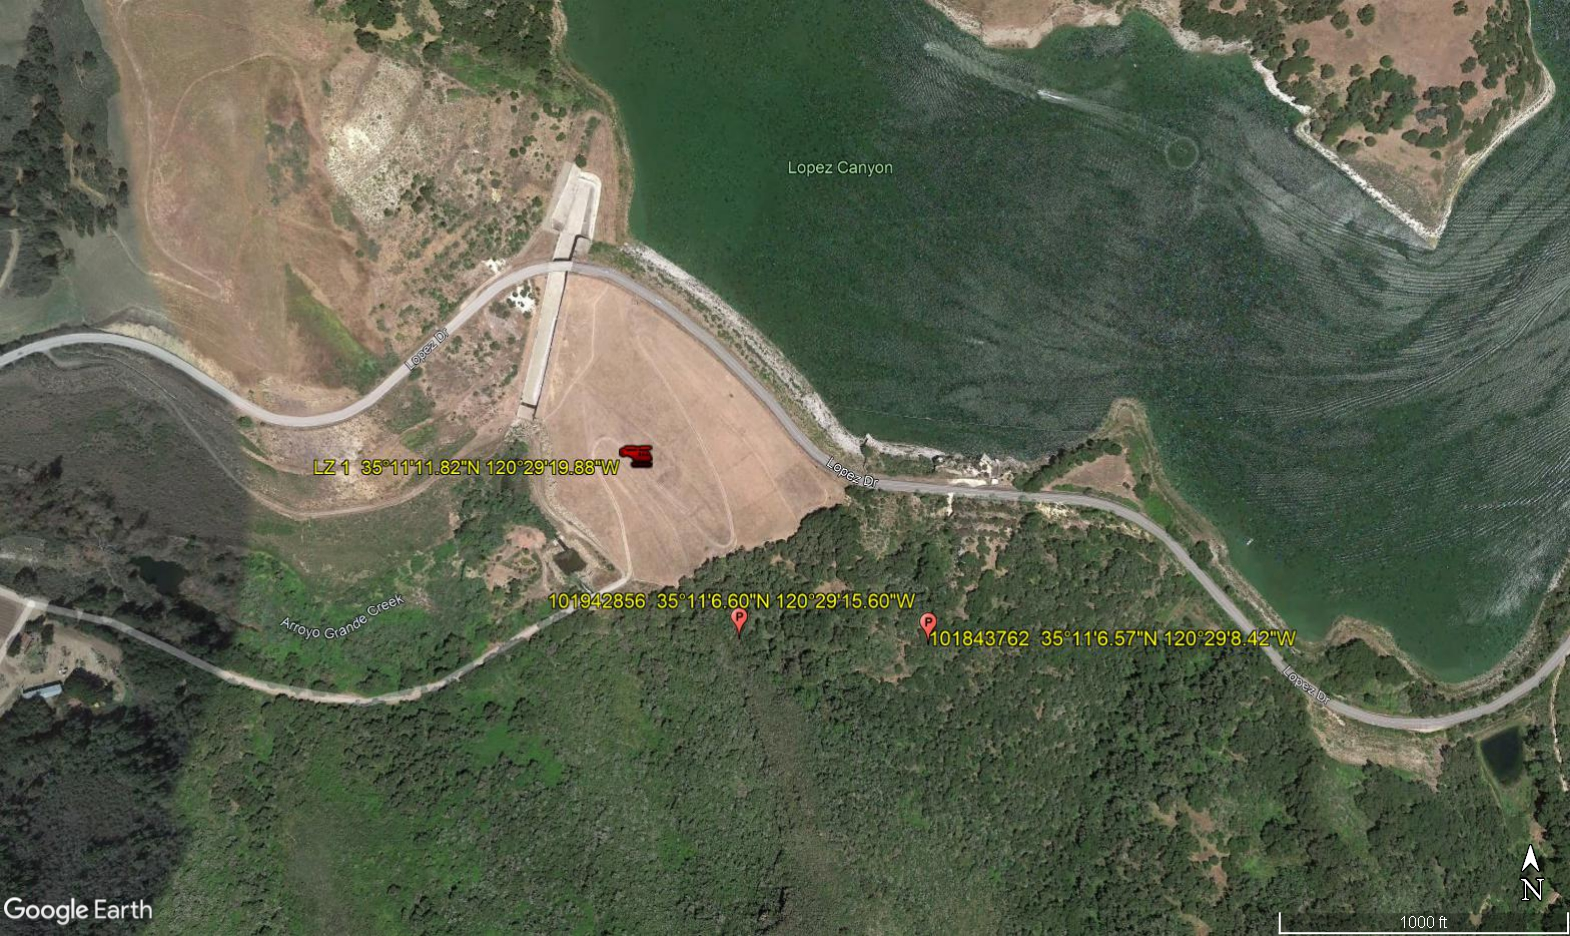 Lopez Canyon
Lopez Dr
LZ 1 35°11'11.82"N 120°29'19.88"W
Lopez Dr
101942856 35°11'6.60"N 120°29'15.60"W
P
P
Arroyo Grande Creek
101843762 35°11'6.57"N 120°29'8.42"W
Lopez Dr
N
Google Earth
1000 ft